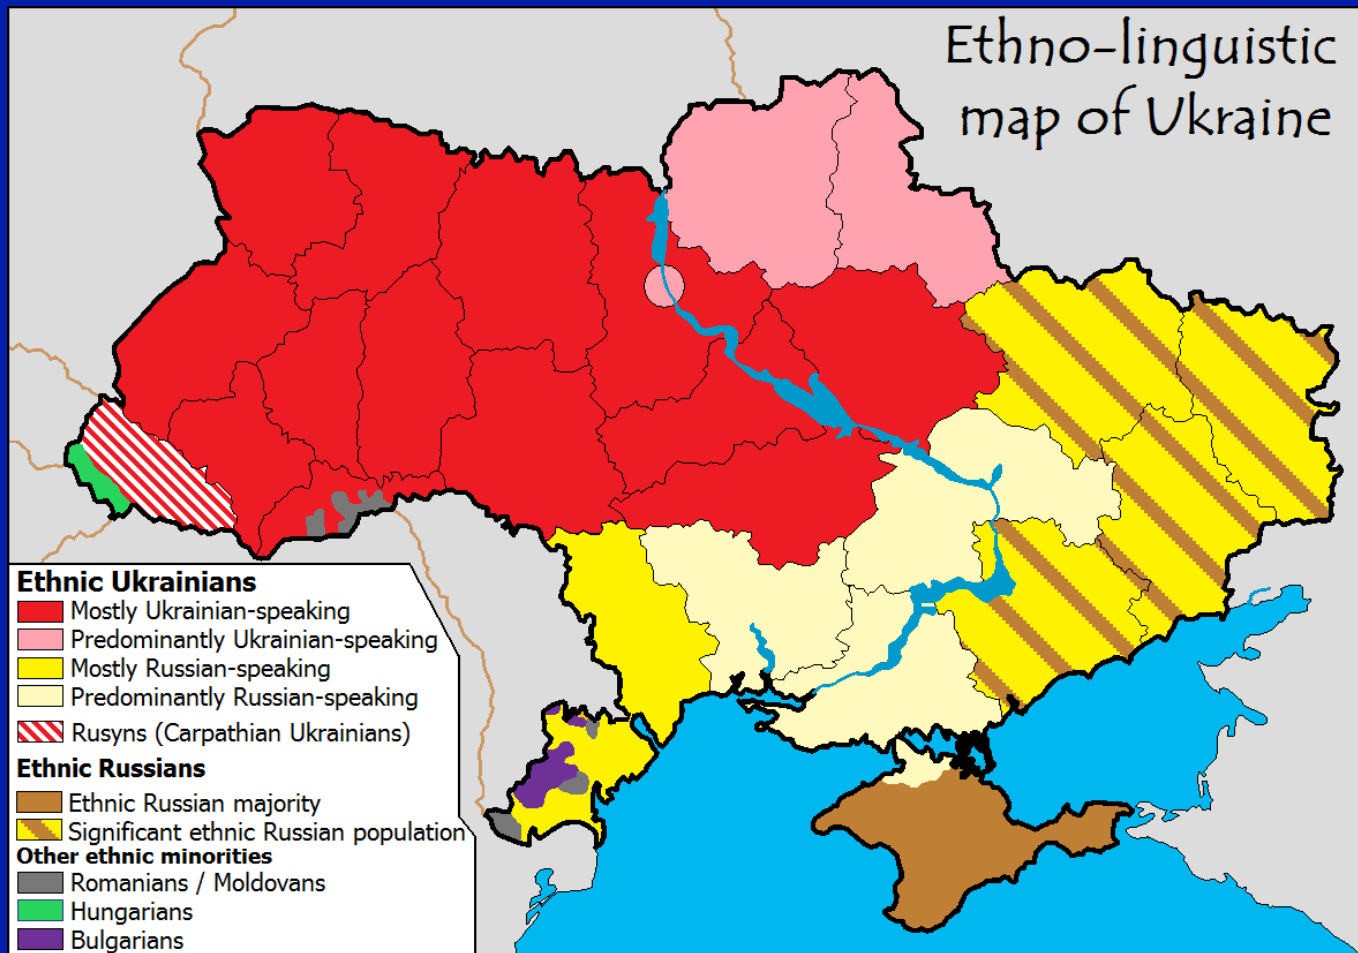 Ethno-linguistic
map of Ukraine
Ethnic Ukrainians
Mostly Ukrainian-speaking
Predominantly Ukrainian-speaking
Mostly Russian-speaking
Predominantly Russian-speaking
Rusyns (Carpathian Ukrainians)
Ethnic Russians
Ethnic Russian majority
Significant ethnic Russian population
Other ethnic minorities
Romanians / Moldovans
Hungarians
Bulgarians